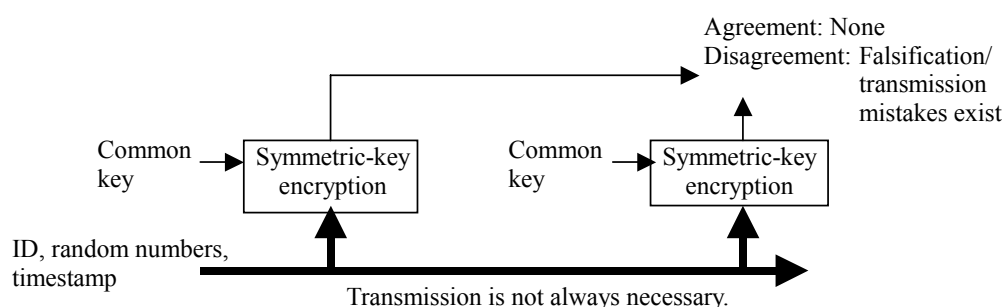 Agreement: None
Disagreement: Falsification/
transmission
mistakes exist
Common
key
Symmetric-key
encryption
Common
key
Symmetric-key
encryption
ID, random numbers,
timestamp
Transmission is not always necessary.